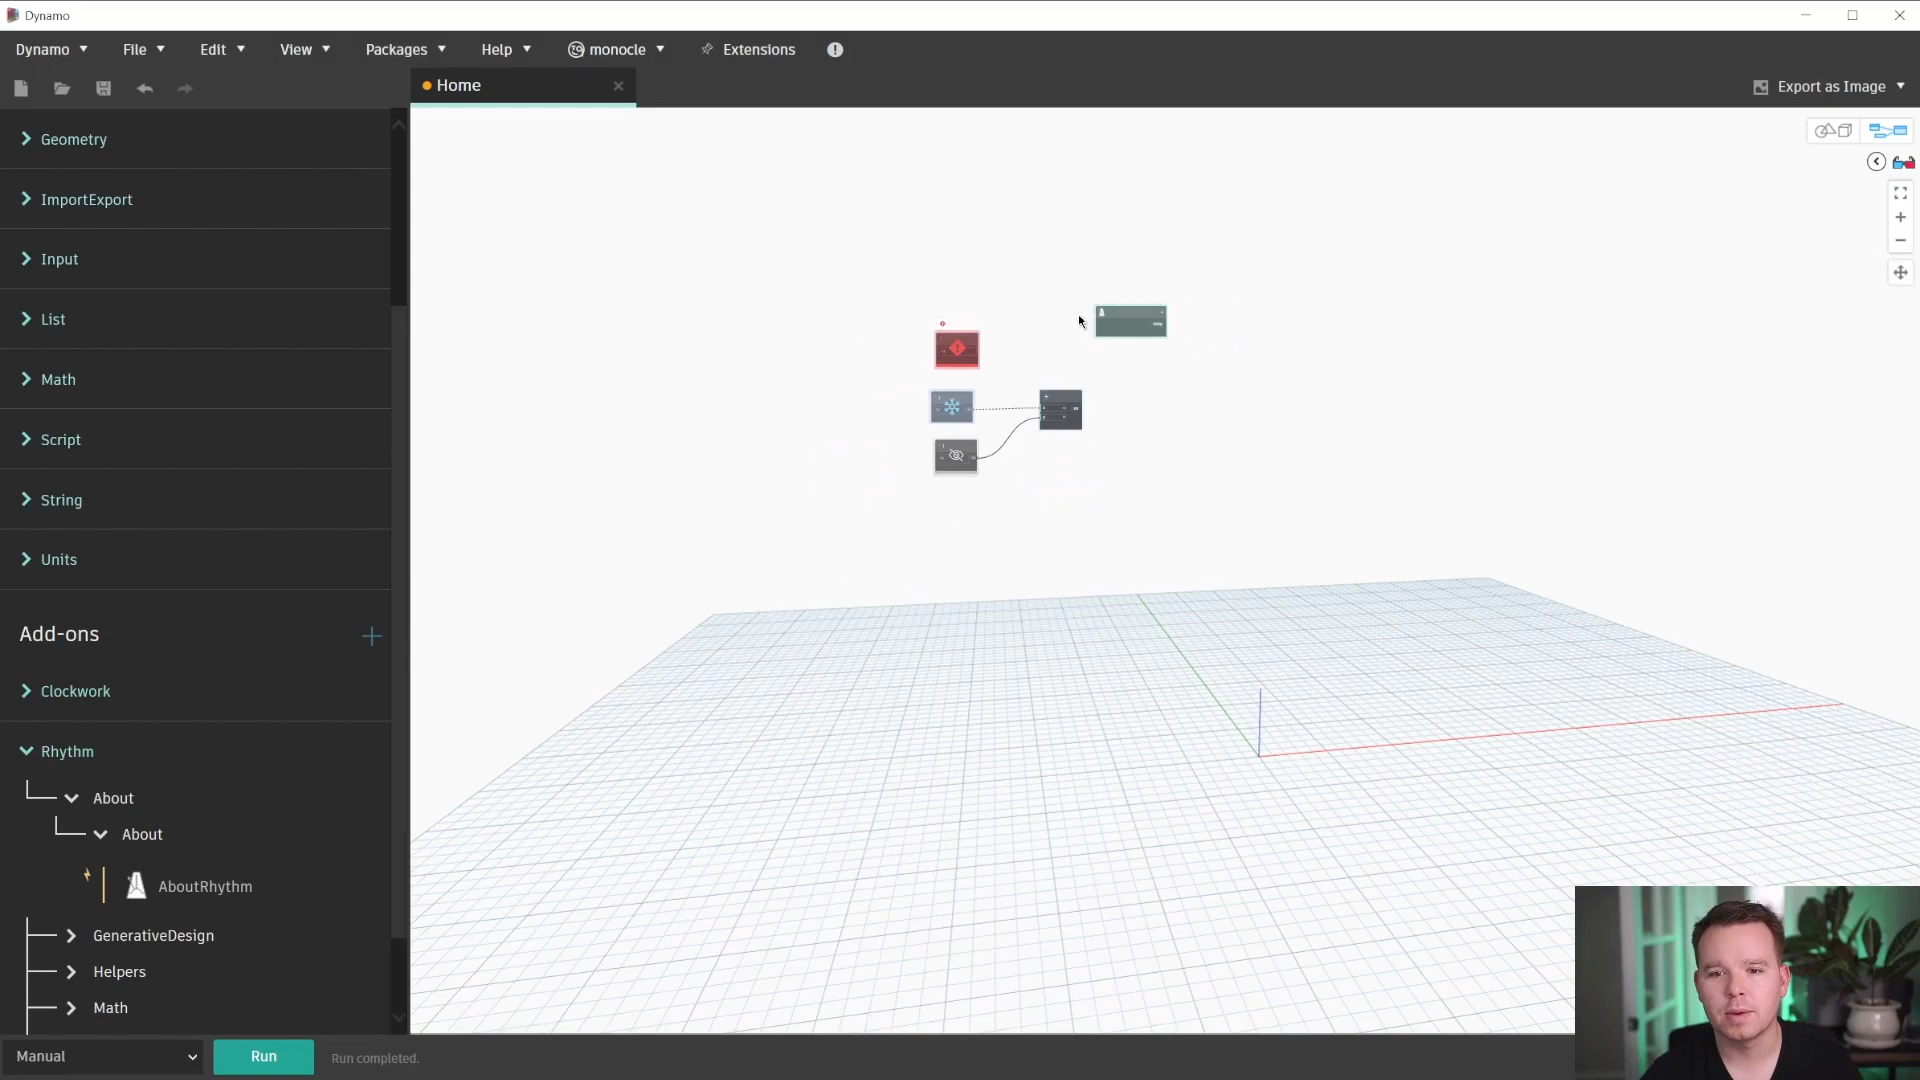 Dynamo
Dynamo File Edit View Packages Help monocle Extensions
Home
Export as Image
Geometry
ImportExport
Input
List
Math
Script
String
Units
Add-ons
Clockwork
Rhythm
About
About
AboutRhythm
GenerativeDesign
Helpers
Math
Manual
Run
Run completed.